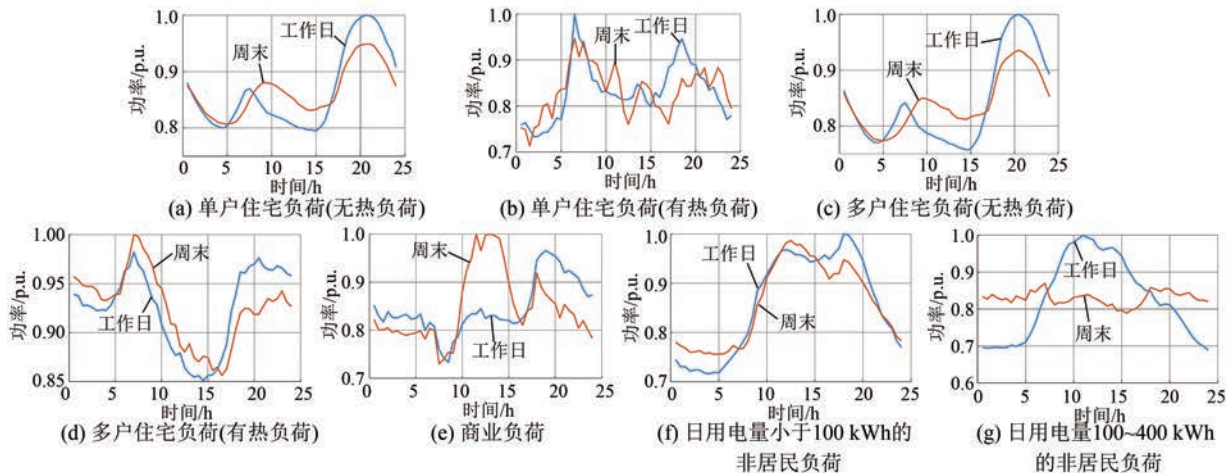 1.0
0.9
0.8
功率/p.u.
工作日
周末
0 5 10 15 20 25
时间/h
(a) 单户住宅负荷(无热负荷)
1.0
0.9
0.8
0.7
功率/p.u.
周末
工作日
0 5 10 15 20 25
时间/h
(b) 单户住宅负荷(有热负荷)
1.0
0.9
0.8
功率/p.u.
工作日
周末
0 5 10 15 20 25
时间/h
(c) 多户住宅负荷(无热负荷)
1.00
0.95
0.90
0.85
功率/p.u.
周末
工作日
0 5 10 15 20 25
时间/h
(d) 多户住宅负荷(有热负荷)
1.0
0.9
0.8
0.7
功率/p.u.
周末
工作日
0 5 10 15 20 25
时间/h
(e) 商业负荷
1.0
0.9
0.8
0.7
功率/p.u.
工作日
周末
0 5 10 15 20 25
时间/h
(f) 日用电量小于100 kWh的
非居民负荷
1.0
0.9
0.8
0.7
0.6
功率/p.u.
工作日
周末
0 5 10 15 20 25
时间/h
(g) 日用电量100~400 kWh
的非居民负荷